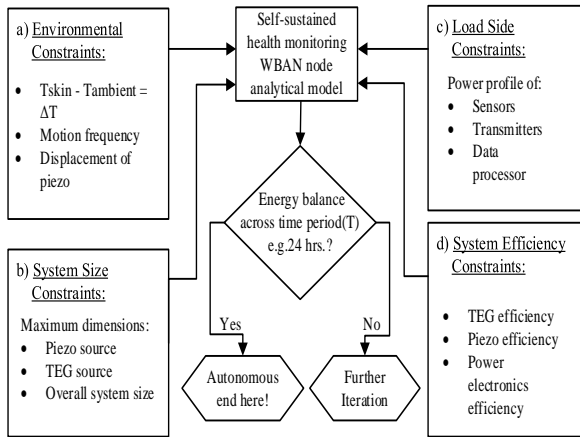 a) Environmental
Constraints:
• Tskin - Tambient =
ΔT
• Motion frequency
• Displacement of
piezo
Self-sustained
health monitoring
WBAN node
analytical model
c) Load Side
Constraints:
Power profile of:
• Sensors
• Transmitters
• Data
processor
Energy balance
across time period(T)
e.g.24 hrs.?
b) System Size
Constraints:
Maximum dimensions:
• Piezo source
• TEG source
• Overall system size
d) System Efficiency
Constraints:
• TEG efficiency
• Piezo efficiency
• Power
electronics
efficiency
Yes
No
Autonomous
end here!
Further
Iteration